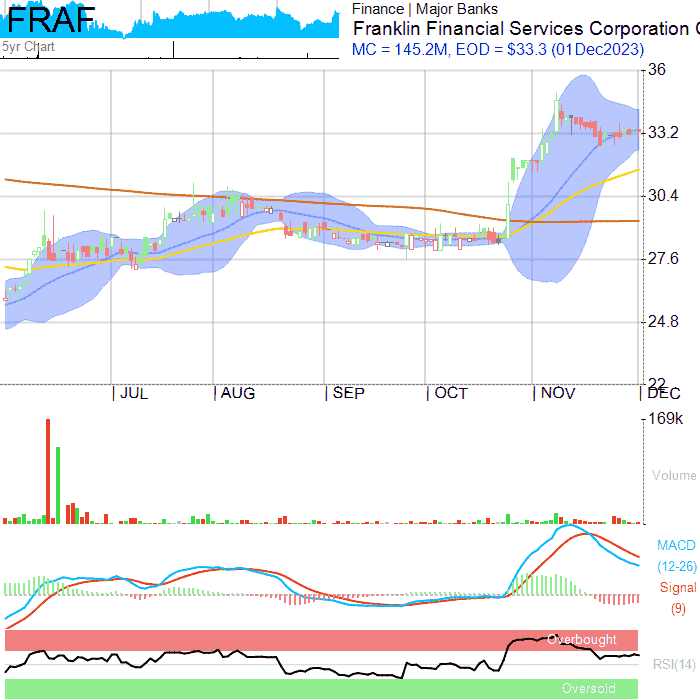 FRAF
Finance | Major Banks
Franklin Financial Services Corporation C
5yr Chart
MC = 145.2M, EOD = $33.3 (01Dec2023)
36
33.2
30.4
27.6
24.8
22
JUL AUG SEP OCT NOV DEC
169k
Volume
MACD
(12-26)
Signal
(9)
Overbought
RSI(14)
Oversold